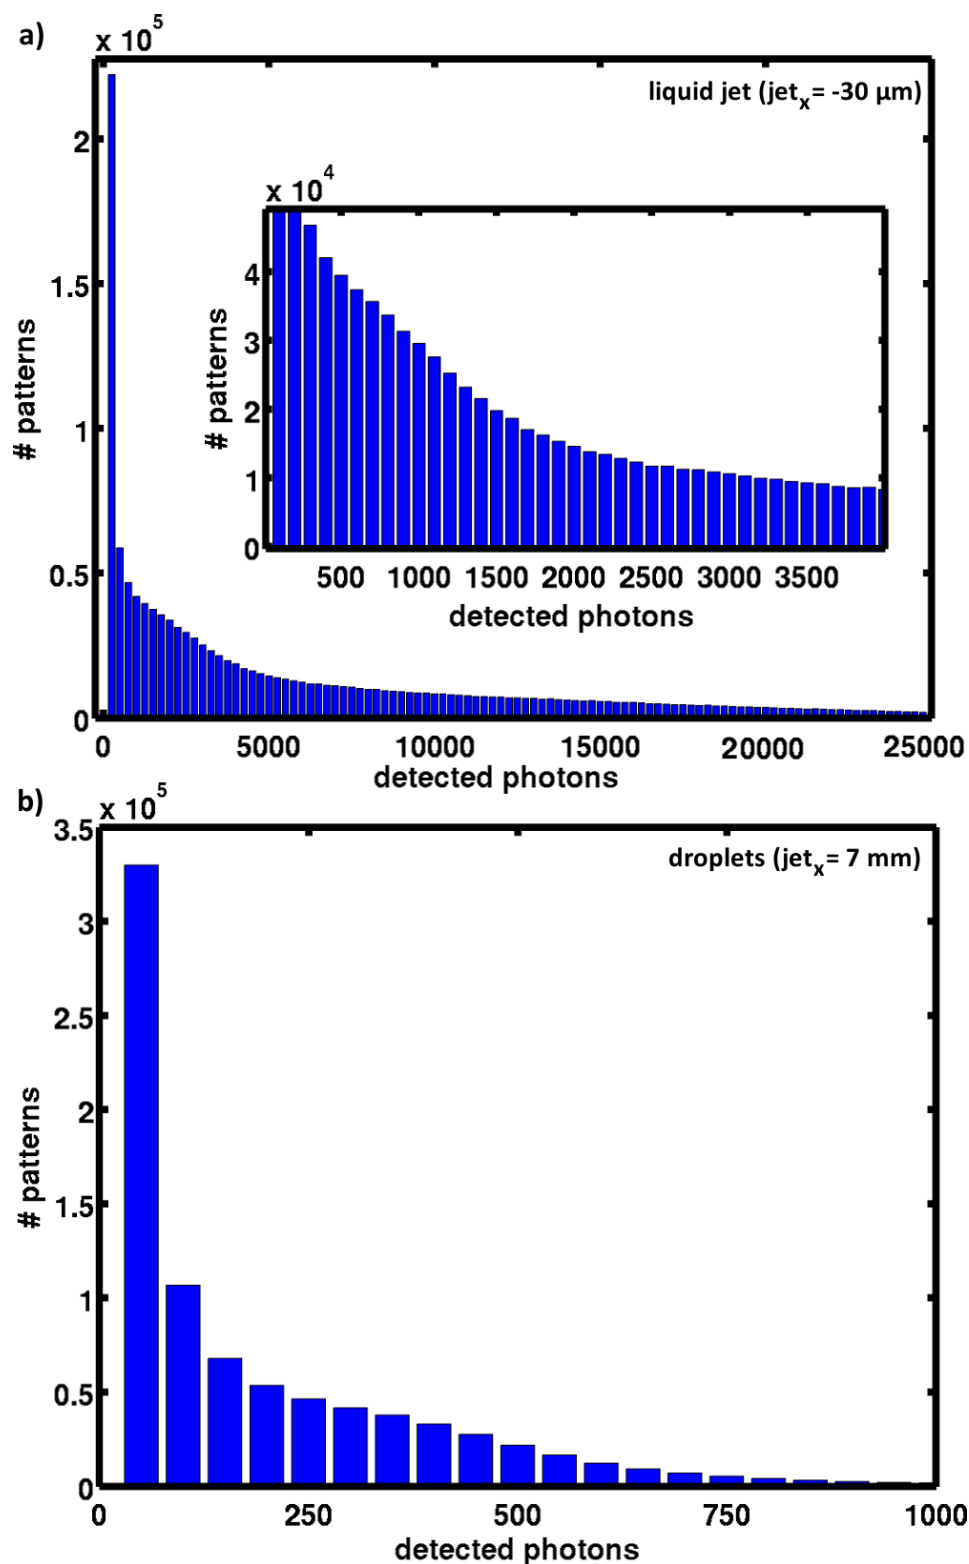 a)
x 10^5
liquid jet (jet_x= -30 µm)
2
1.5
1
0.5
0
# patterns
x 10^4
4
3
2
1
0
# patterns
500 1000 1500 2000 2500 3000 3500
detected photons
0 5000 10000 15000 20000 25000
detected photons
b)
x 10^5
droplets (jet_x= 7 mm)
3.5
3
2.5
2
1.5
1
0.5
0
# patterns
0 250 500 750 1000
detected photons